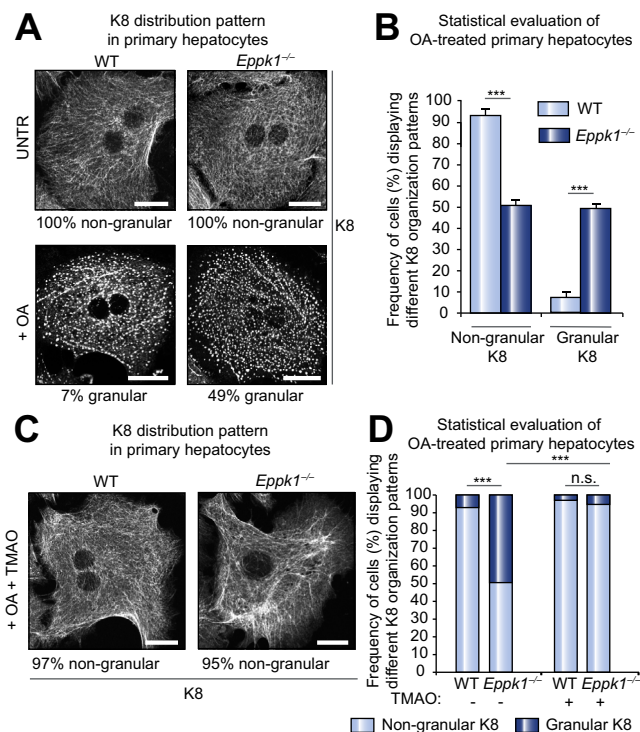 A
K8 distribution pattern
in primary hepatocytes
WT
Eppk1–/–
UNTR
100% non-granular
100% non-granular
K8
+ OA
7% granular
49% granular
B
Statistical evaluation of
OA-treated primary hepatocytes
Frequency of cells (%) displaying
different K8 organization patterns
100
90
80
70
60
50
40
30
20
10
0
***
***
WT
Eppk1–/–
Non-granular
K8
Granular
K8
C
K8 distribution pattern
in primary hepatocytes
WT
Eppk1–/–
+ OA + TMAO
97% non-granular
95% non-granular
K8
D
Statistical evaluation of
OA-treated primary hepatocytes
Frequency of cells (%) displaying
different K8 organization patterns
100
90
80
70
60
50
40
30
20
10
0
***
***
n.s.
WT Eppk1–/– WT Eppk1–/–
TMAO: - - + +
Non-granular K8
Granular K8